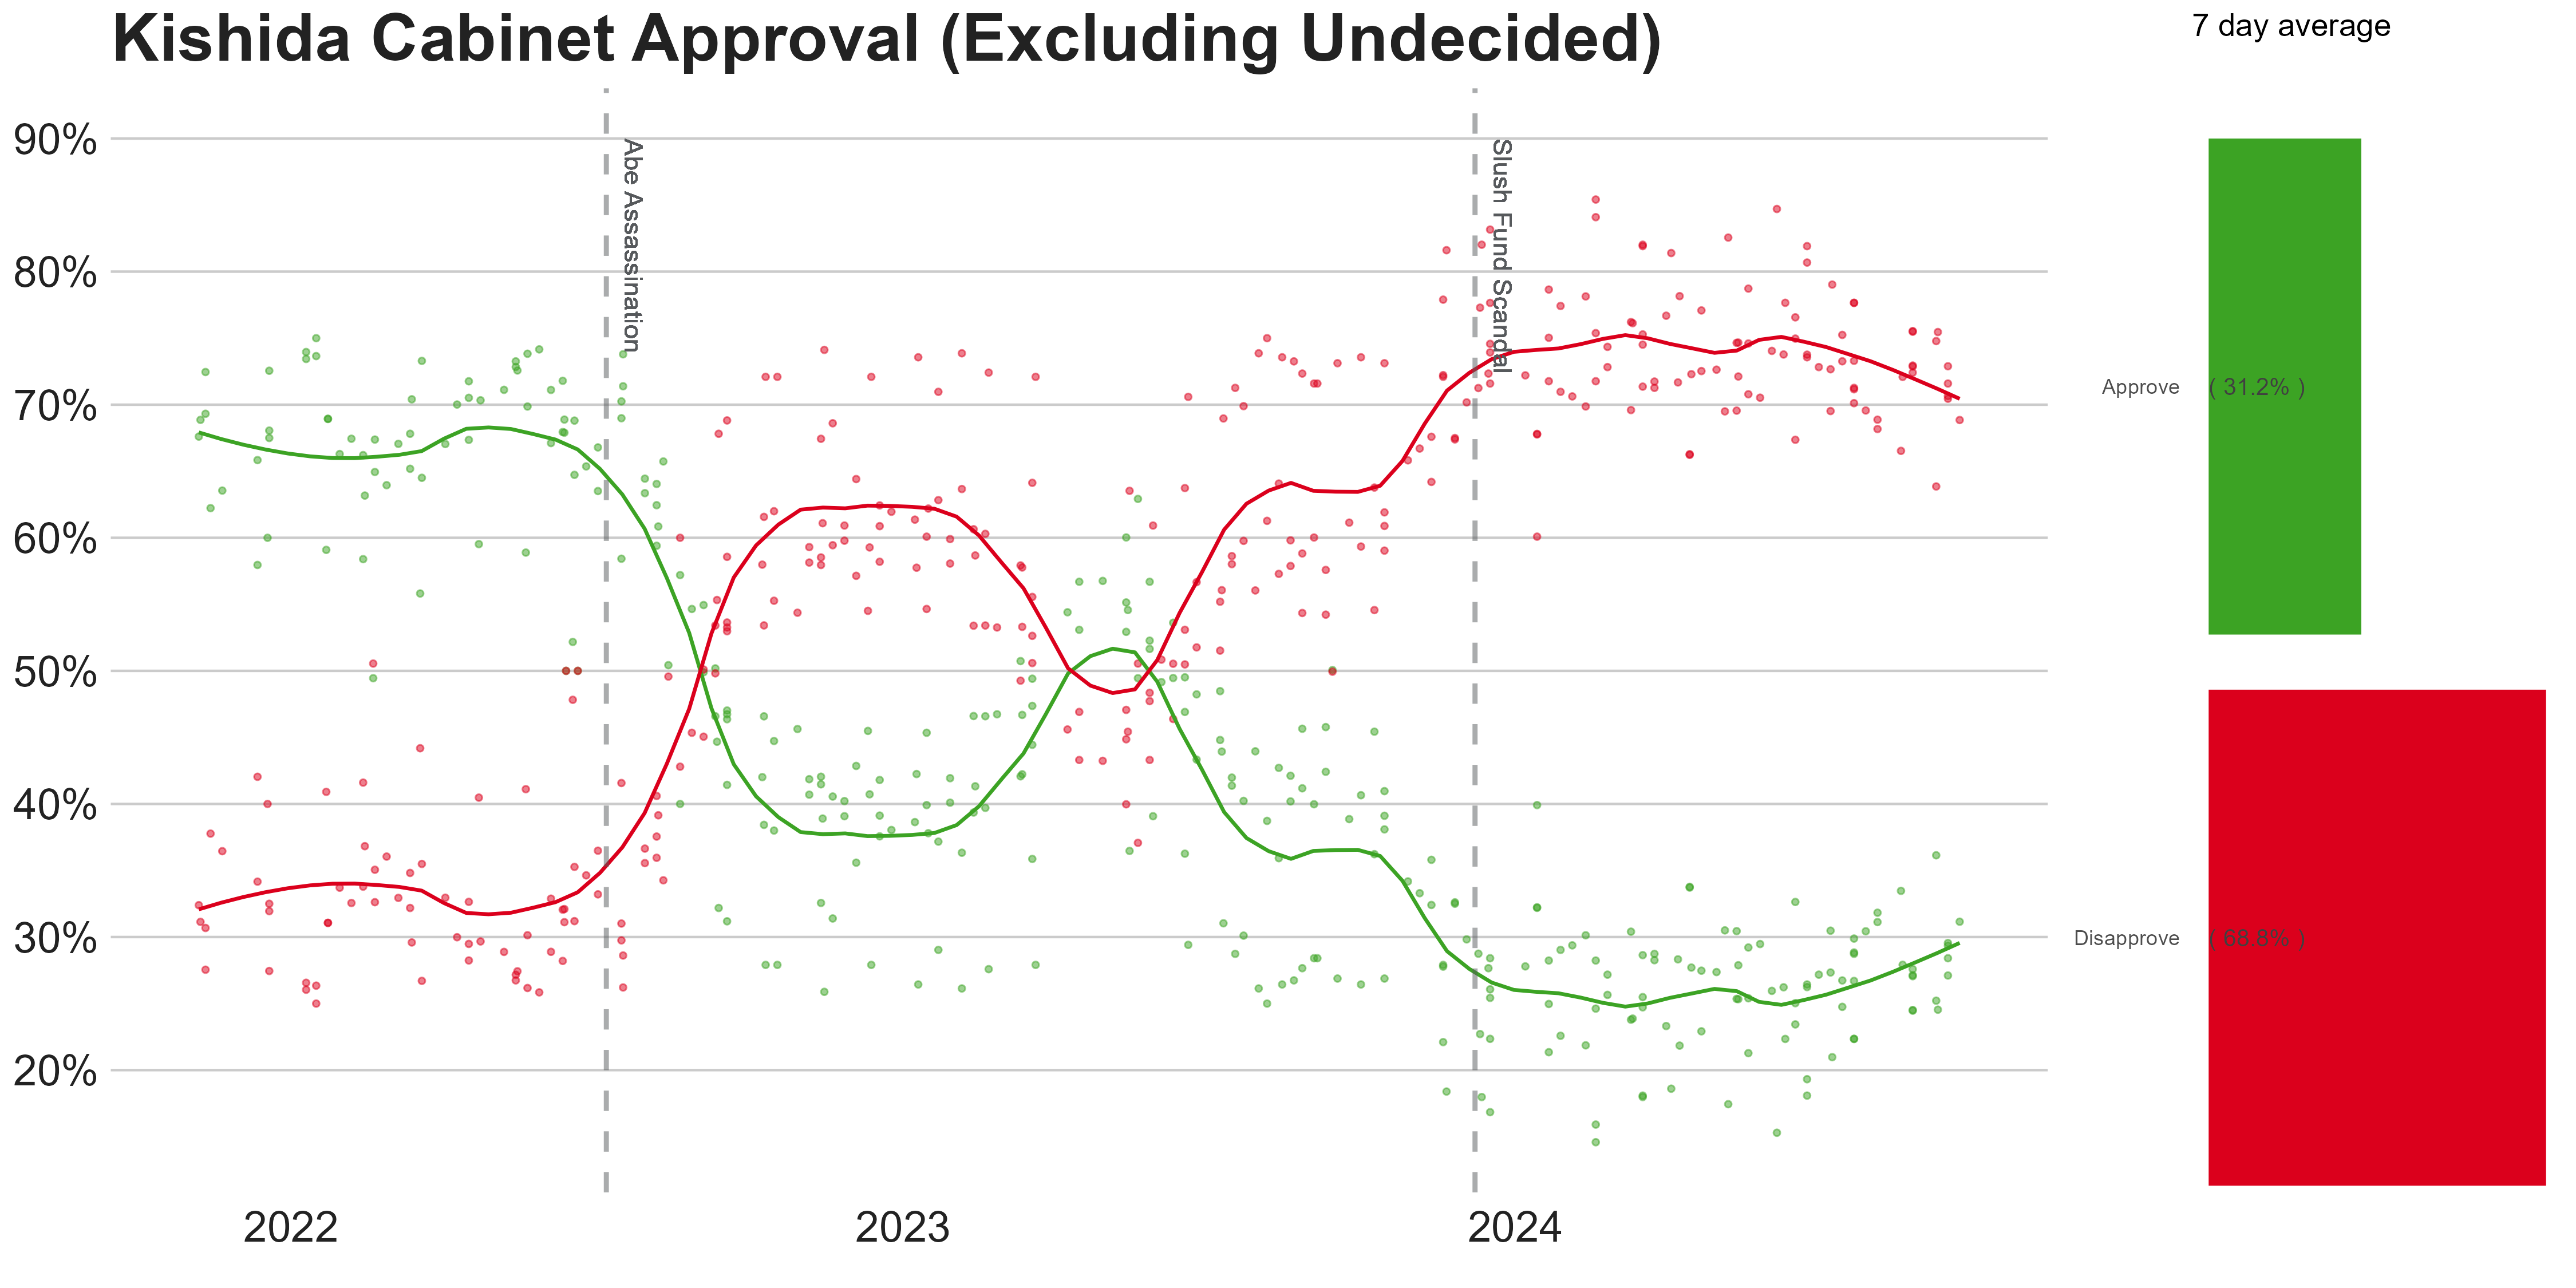 Kishida Cabinet Approval (Excluding Undecided)
7 day average
90%
80%
70%
60%
50%
40%
30%
20%
Abe Assassination
Slush Fund Scandal
2022
2023
2024
Approve ( 31.2% )
Disapprove ( 68.8% )